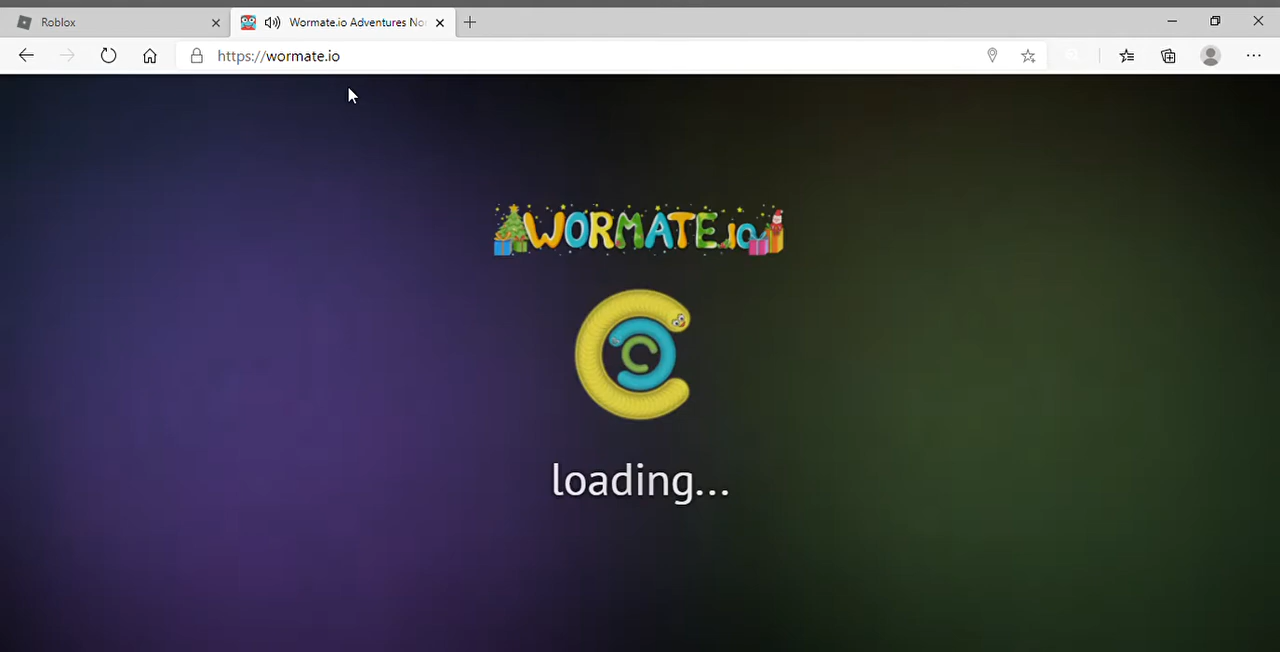 Roblox
Wormate.io Adventures No
https://wormate.io
WORMATE.io
loading...